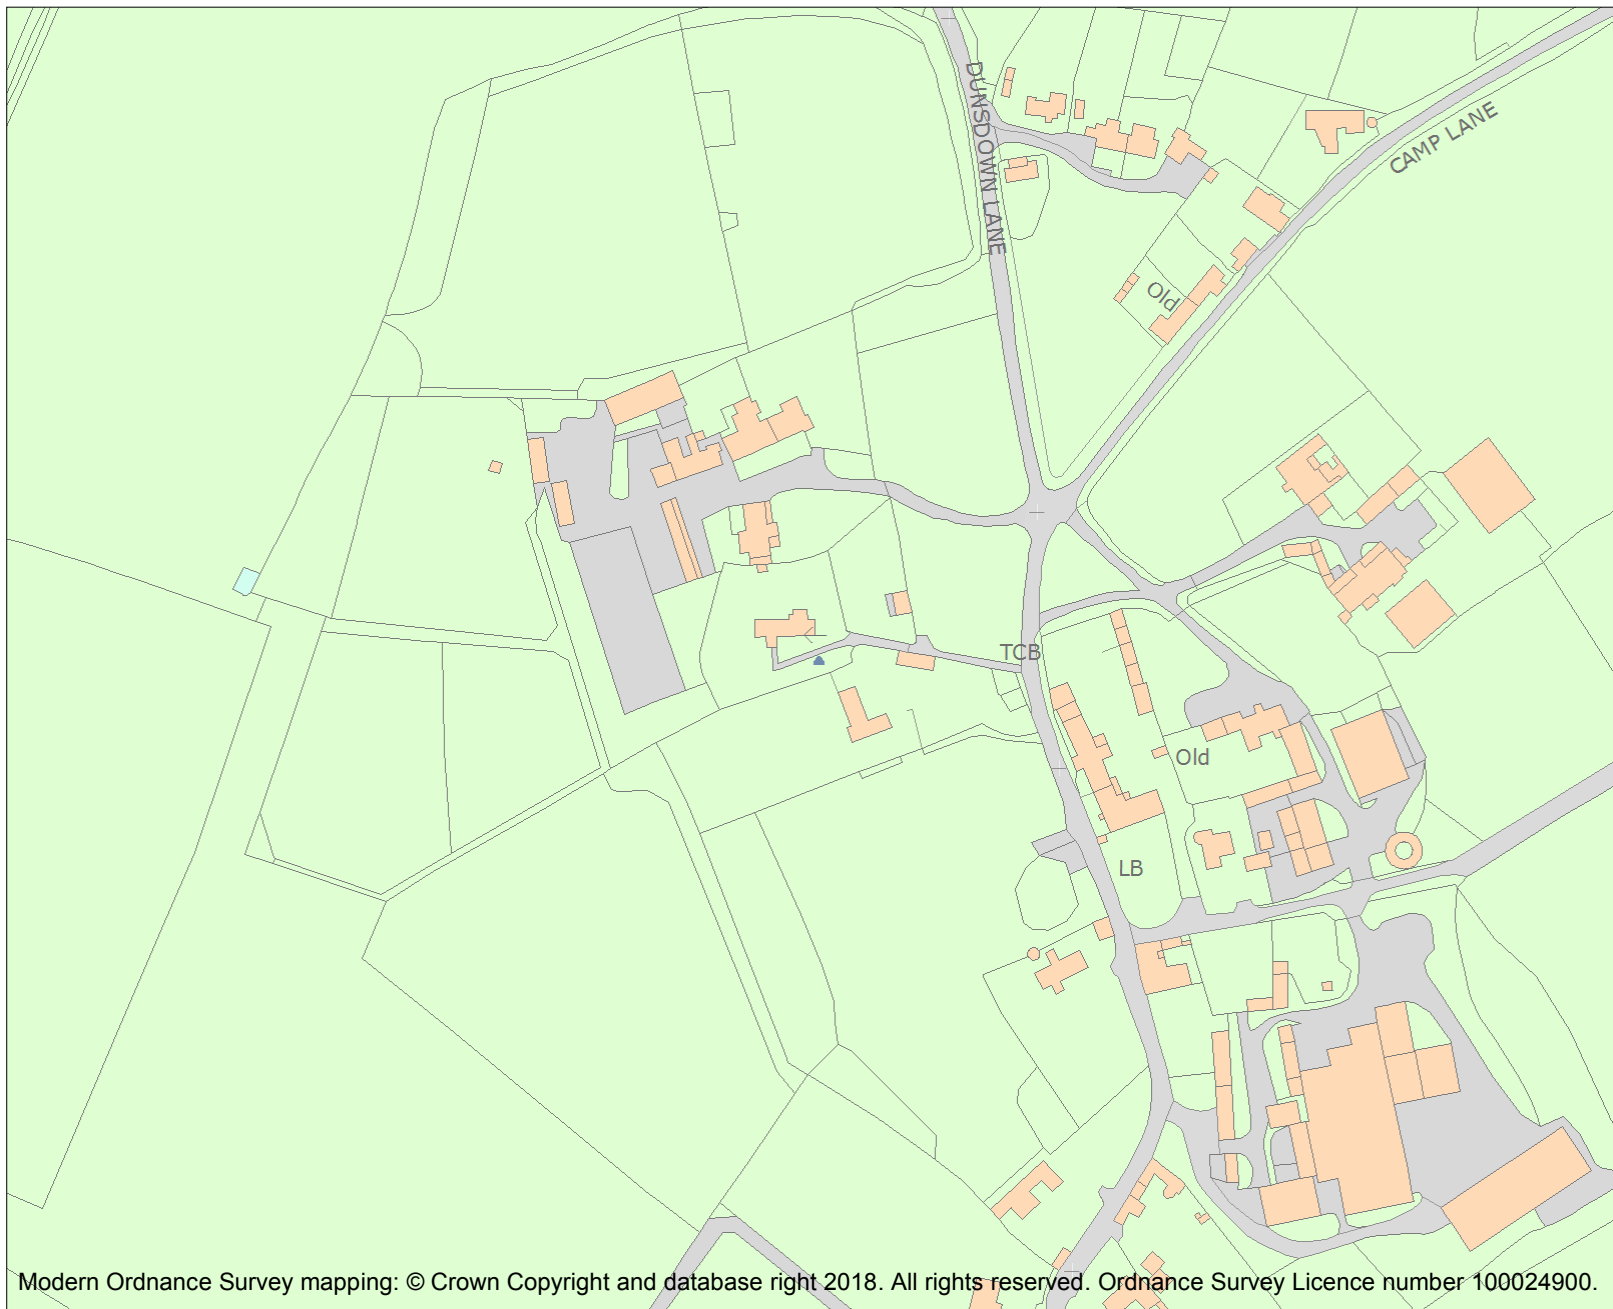 DUNSDOWN LANE
CAMP LANE
Old
TCB
Old
LB
Modern Ordnance Survey mapping: © Crown Copyright and database right 2018. All rights reserved. Ordnance Survey Licence number 100024900.